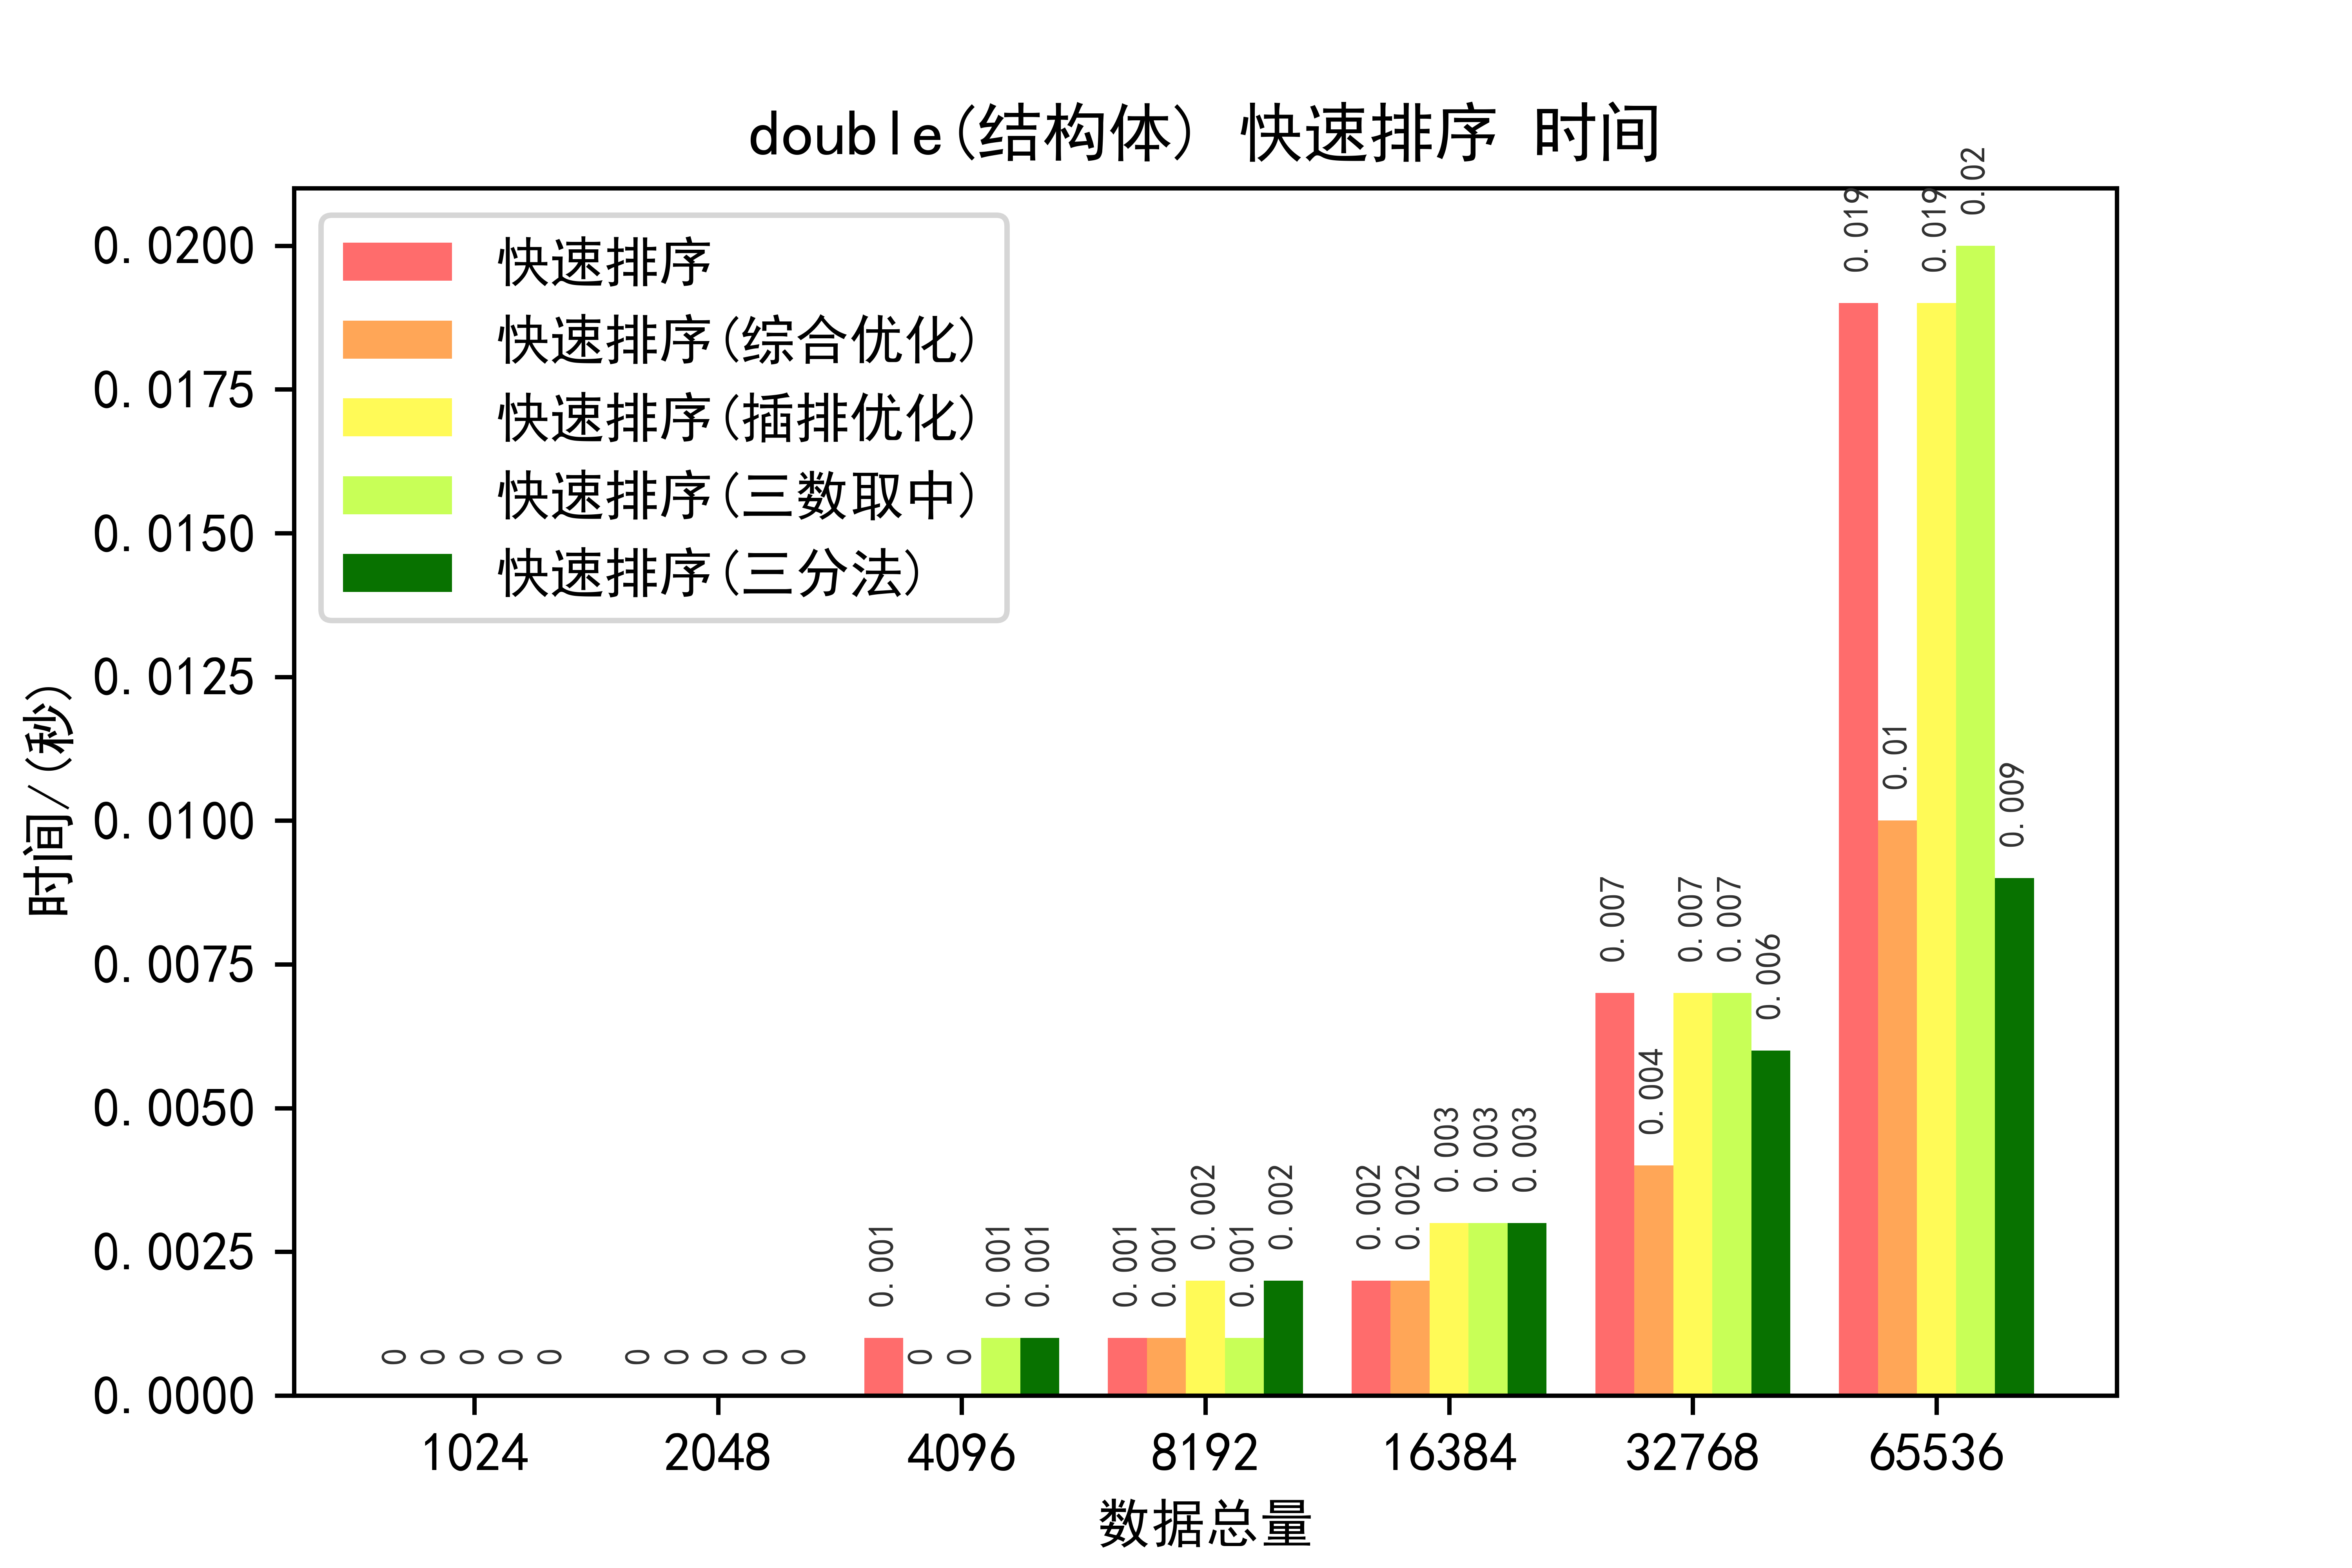 double(结构体) 快速排序 时间
快速排序
快速排序(综合优化)
快速排序(插排优化)
快速排序(三数取中)
快速排序(三分法)
时间/(秒)
0.0200
0.0175
0.0150
0.0125
0.0100
0.0075
0.0050
0.0025
0.0000
0 0 0 0 0
0 0 0 0 0
0.001 0 0 0.001 0.001
0.001 0.001 0.002 0.001 0.002
0.002 0.002 0.003 0.003 0.003
0.007 0.004 0.007 0.007 0.006
0.019 0.01 0.019 0.02 0.009
1024 2048 4096 8192 16384 32768 65536
数据总量